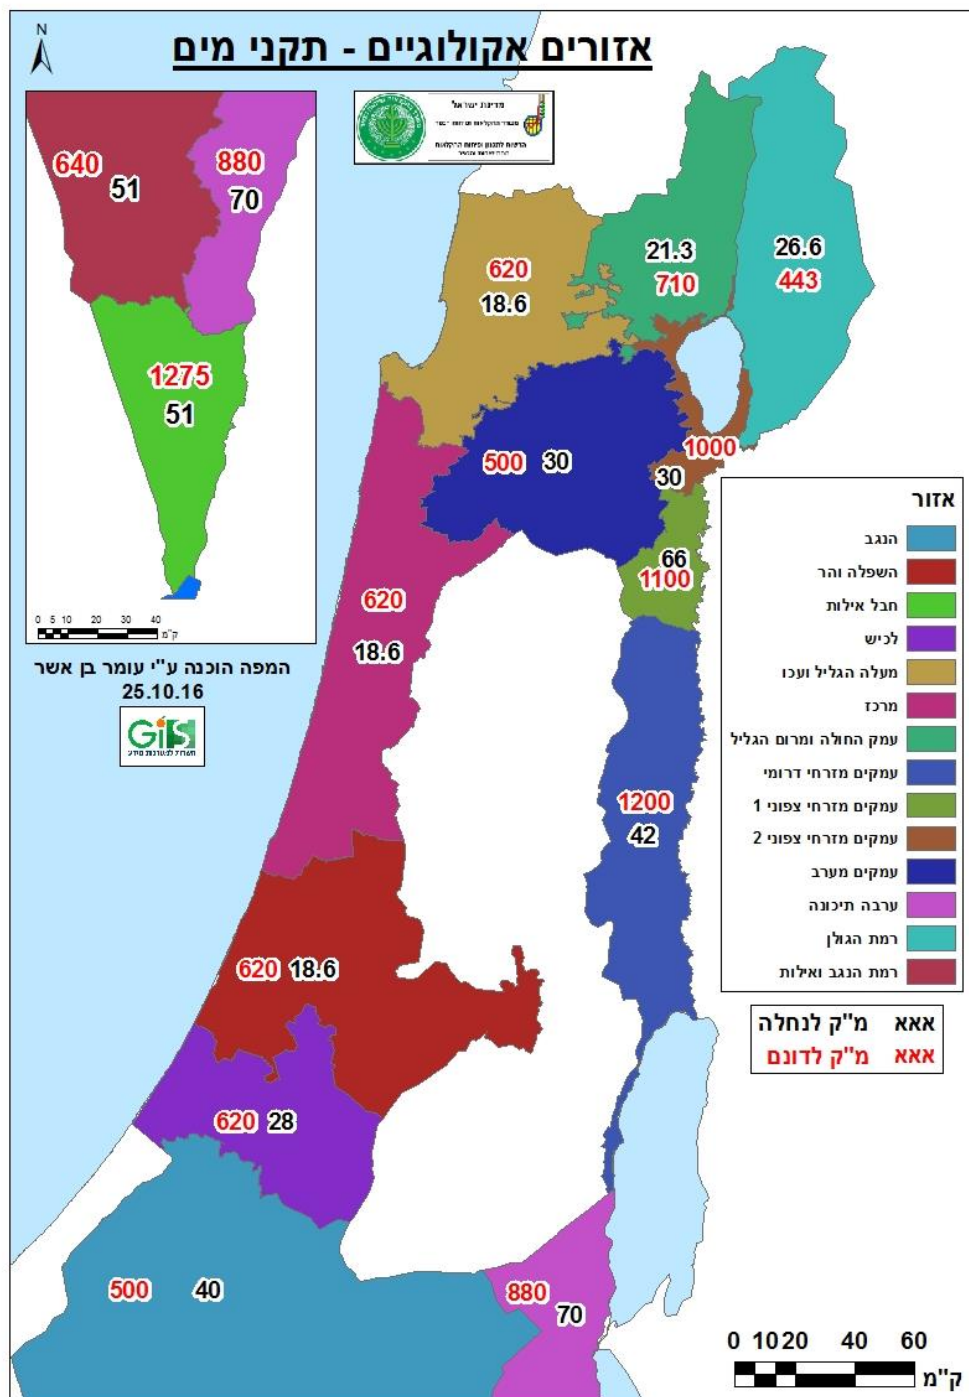 אזורים אקולוגיים - תקני מים
N
מדינת ישראל
640
51
880
70
1275
51
0 5 10 20 30 40
ק"מ
המפה הוכנה ע"י עומר בן אשר
25.10.16
GIS
620
18.6
21.3
710
26.6
443
500 30
1000
30
66
1100
620
18.6
1200
42
620 18.6
620 28
500 40
880
70
אזור
הנגב
השפלה והר
חבל אילות
לכיש
מעלה הגליל ועכו
מרכז
עמק החולה ומרום הגליל
עמקים מזרחי דרומי
עמקים מזרחי צפוני 1
עמקים מזרחי צפוני 2
עמקים מערב
ערבה תיכונה
רמת הגולן
רמת הנגב ואילות
אאא מ"ק לנחלה
אאא מ"ק לדונם
0 10 20 40 60
ק"מ